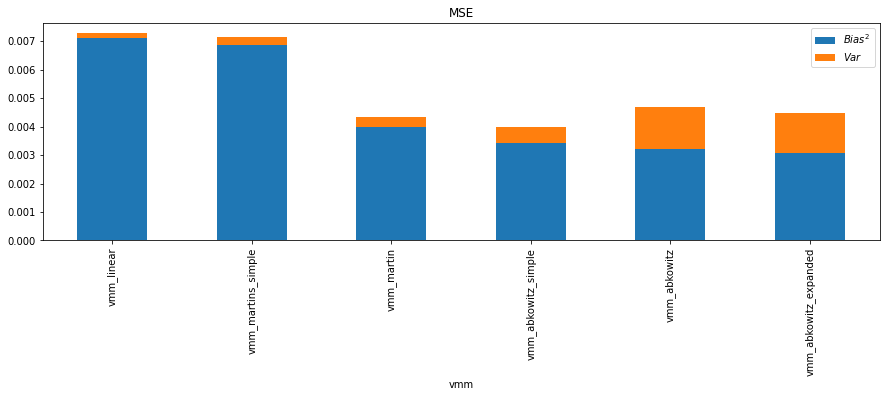 MSE
Bias²
Var
0.007
0.006
0.005
0.004
0.003
0.002
0.001
0.000
vmm_linear
vmm_martins_simple
vmm_martin
vmm_abkowitz_simple
vmm_abkowitz
vmm_abkowitz_expanded
vmm